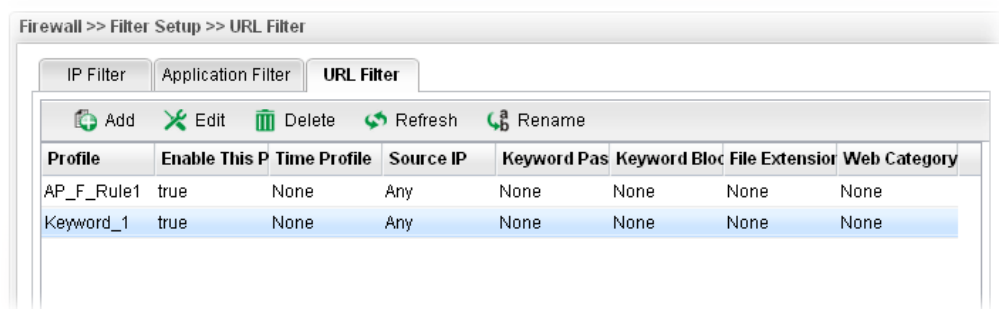 Firewall >> Filter Setup >> URL Filter
IP Filter Application Filter URL Filter
Add Edit Delete Refresh Rename
Profile Enable This P Time Profile Source IP Keyword Pas Keyword Bloc File Extension Web Category
AP_F_Rule1 true None Any None None None None
Keyword_1 true None Any None None None None